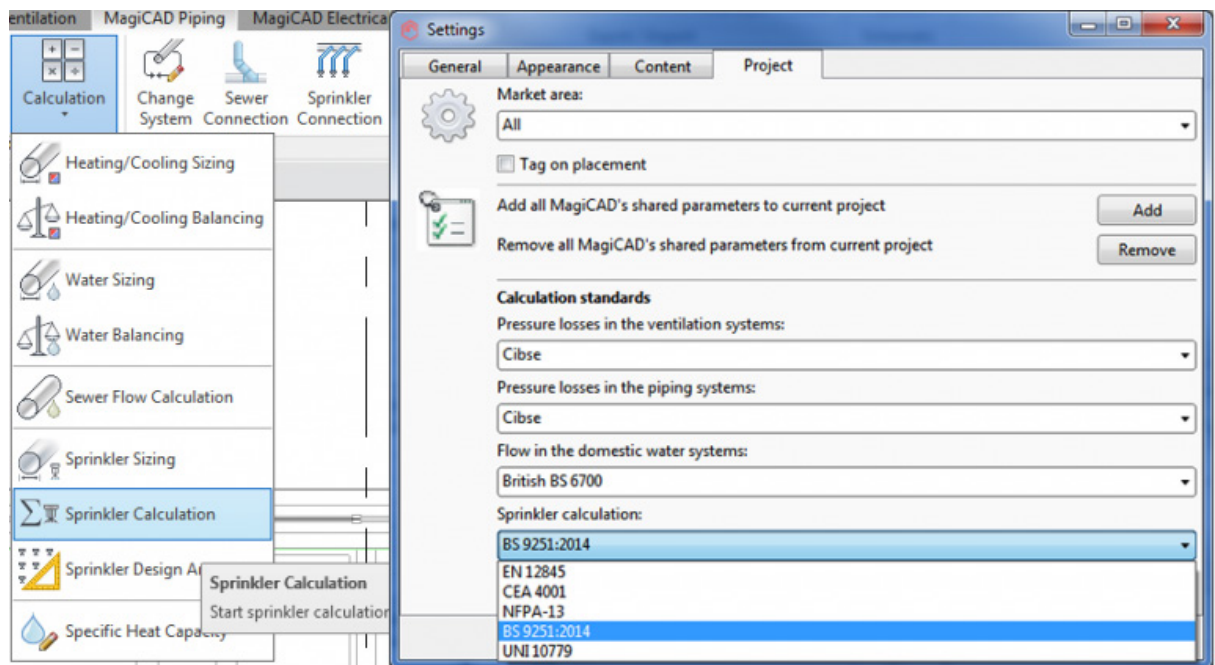 entilation MagiCAD Piping MagiCAD Electrica
Calculation
Change
System
Sewer
Connection
Sprinkler
Connection
Heating/Cooling Sizing
Heating/Cooling Balancing
Water Sizing
Water Balancing
Sewer Flow Calculation
Sprinkler Sizing
Sprinkler Calculation
Sprinkler Design A
Sprinkler Calculation
Start sprinkler calculation
Specific Heat Capacity
Settings
General Appearance Content Project
Market area:
All
Tag on placement
Add all MagiCAD's shared parameters to current project
Add
Remove all MagiCAD's shared parameters from current project
Remove
Calculation standards
Pressure losses in the ventilation systems:
Cibse
Pressure losses in the piping systems:
Cibse
Flow in the domestic water systems:
British BS 6700
Sprinkler calculation:
BS 9251:2014
EN 12845
CEA 4001
NFPA-13
BS 9251:2014
UNI 10779